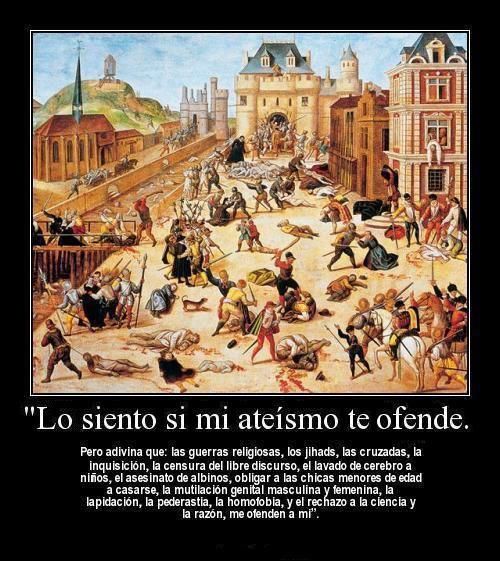 "Lo siento si mi ateísmo te ofende.
Pero adivina que: las guerras religiosas, los jihads, las cruzadas, la
inquisición, la censura del libre discurso, el lavado de cerebro a
niños, el asesinato de albinos, obligar a las chicas menores de edad
a casarse, la mutilación genital masculina y femenina, la
lapidación, la pederastia, la homofobia, y el rechazo a la ciencia y
la razón, me ofenden a mi”.